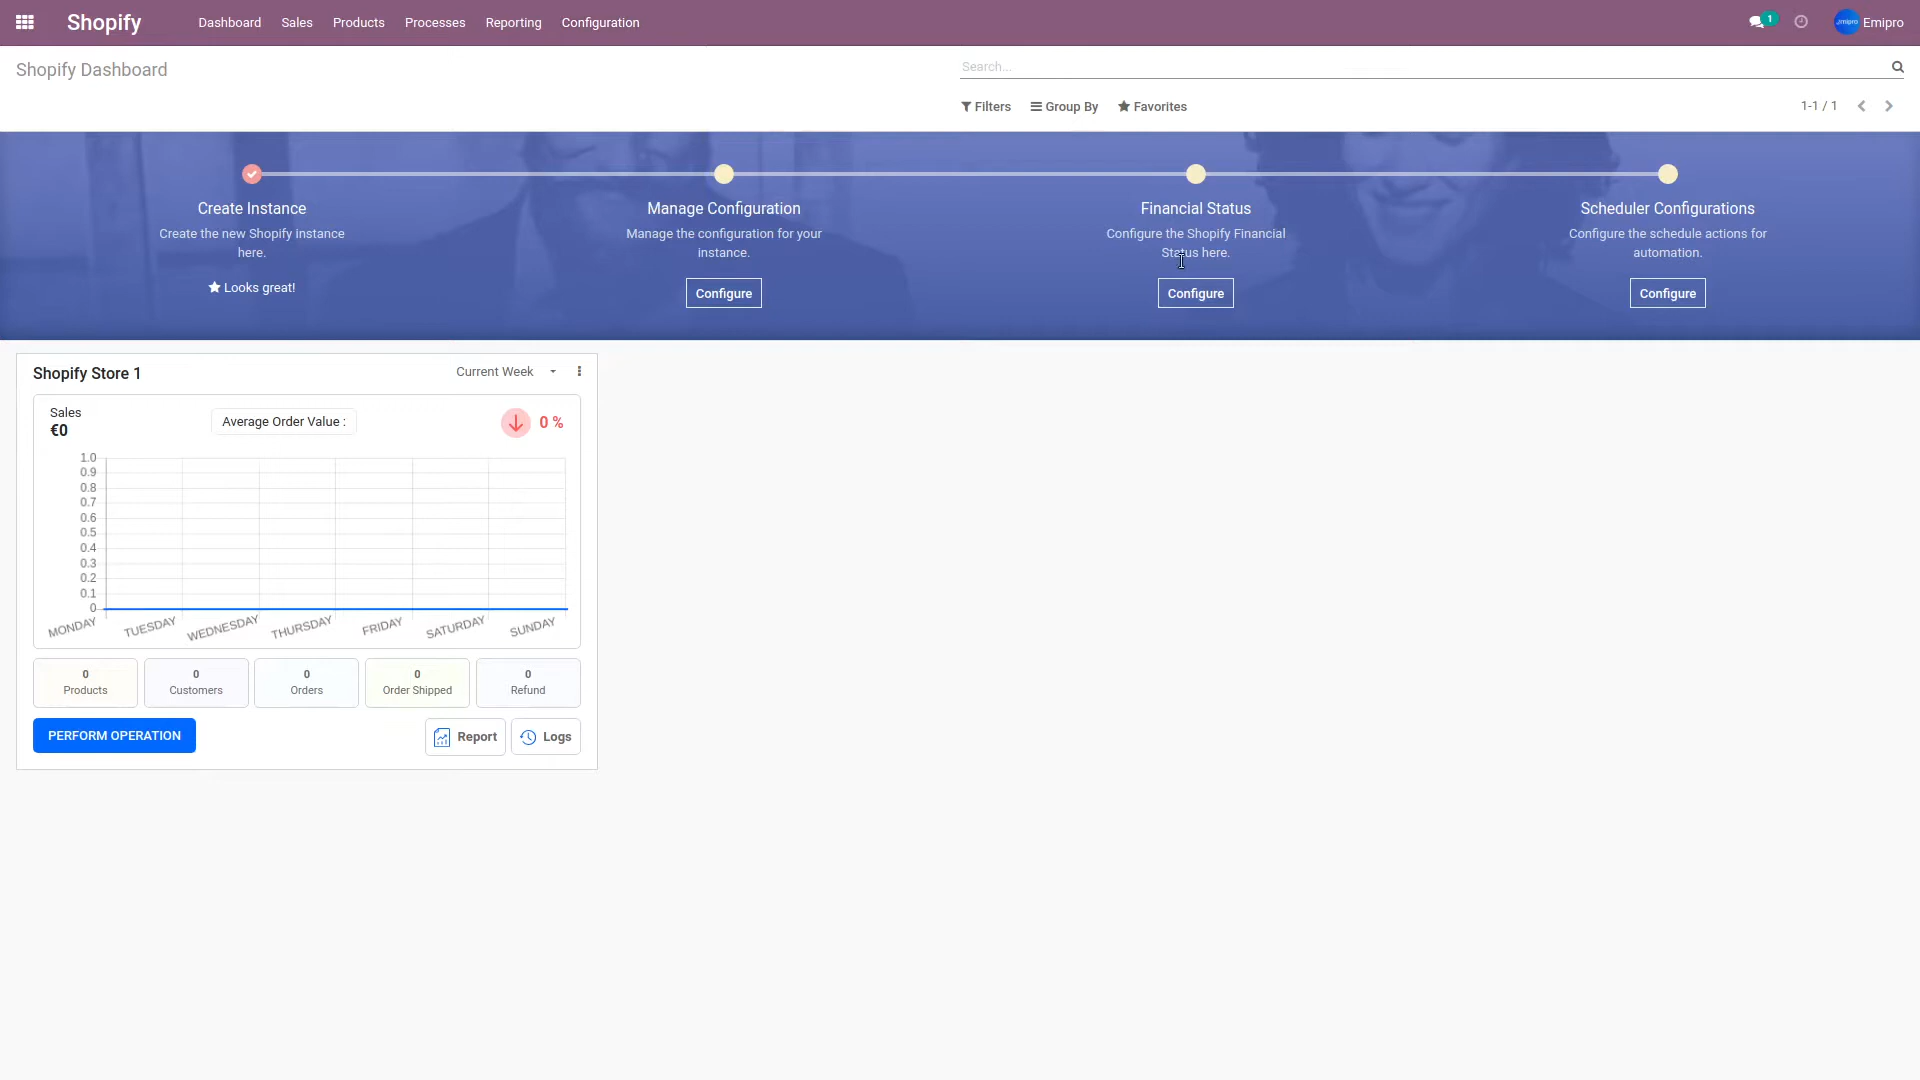 Shopify Dashboard Sales Products Processes Reporting Configuration 1 Emipro
Shopify Dashboard
Search...
Filters Group By Favorites 1-1 / 1
Create Instance Manage Configuration Financial Status Scheduler Configurations
Create the new Shopify instance
here.
Manage the configuration for your
instance.
Configure the Shopify Financial
Status here.
Configure the schedule actions for
automation.
Looks great! Configure Configure Configure
Shopify Store 1 Current Week
Sales
€0
Average Order Value :
0 %
1.0
0.9
0.8
0.7
0.6
0.5
0.4
0.3
0.2
0.1
0
MONDAY TUESDAY WEDNESDAY THURSDAY FRIDAY SATURDAY SUNDAY
0 0 0 0 0
Products Customers Orders Order Shipped Refund
PERFORM OPERATION Report Logs